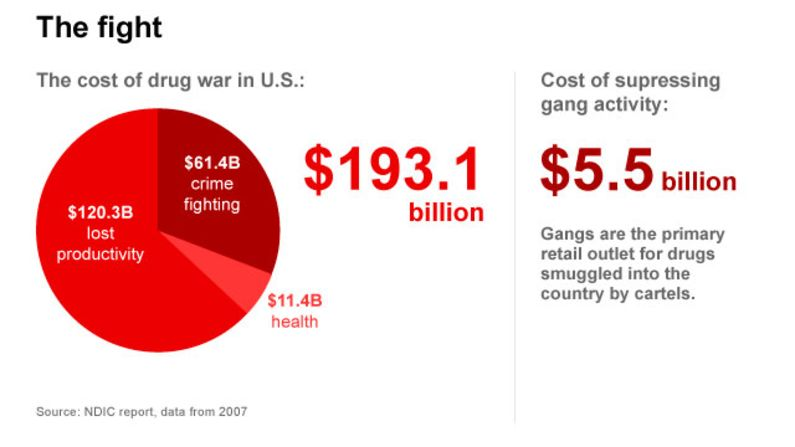 The fight
The cost of drug war in U.S.:
$61.4B
crime
fighting
$120.3B
lost
productivity
$11.4B
health
$193.1
billion
Cost of supressing
gang activity:
$5.5 billion
Gangs are the primary
retail outlet for drugs
smuggled into the
country by cartels.
Source: NDIC report, data from 2007